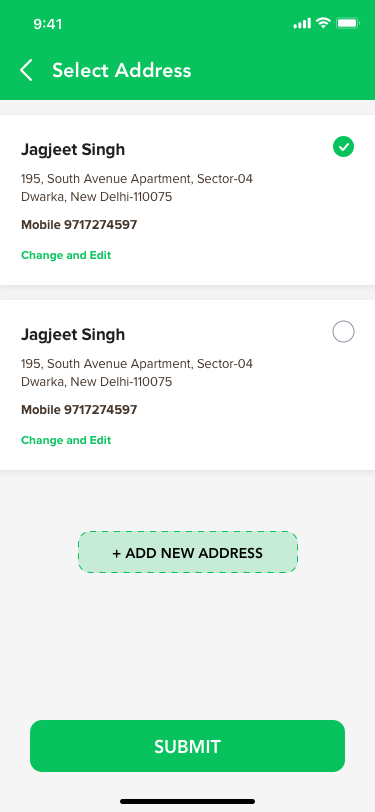 9:41
Select Address
Jagjeet Singh
195, South Avenue Apartment, Sector-04
Dwarka, New Delhi-110075
Mobile 9717274597
Change and Edit
Jagjeet Singh
195, South Avenue Apartment, Sector-04
Dwarka, New Delhi-110075
Mobile 9717274597
Change and Edit
+ ADD NEW ADDRESS
SUBMIT